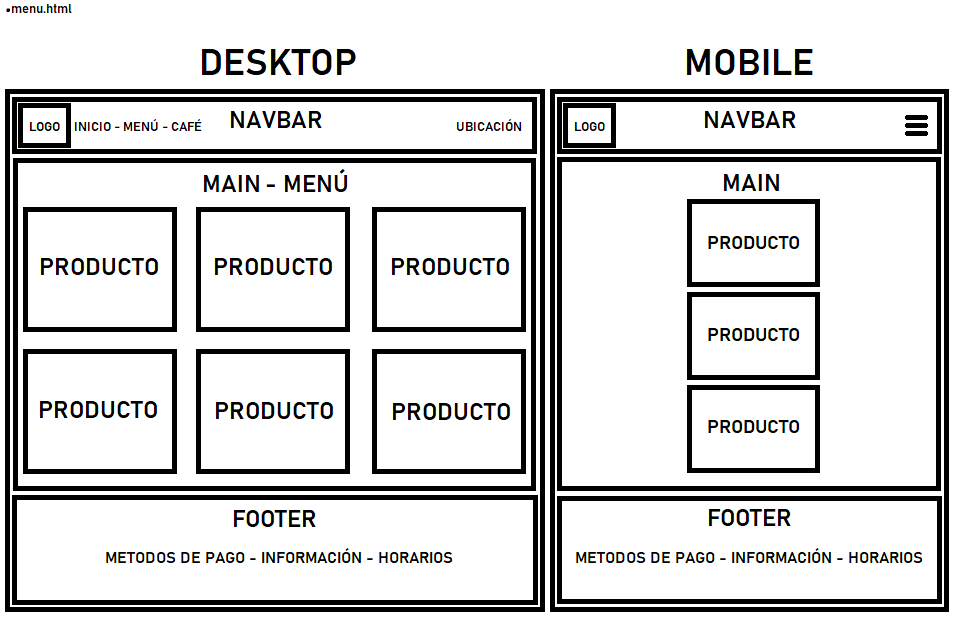 •menu.html
DESKTOP
LOGO
INICIO - MENÚ - CAFÉ
NAVBAR
UBICACIÓN
MAIN - MENÚ
PRODUCTO
PRODUCTO
PRODUCTO
PRODUCTO
PRODUCTO
PRODUCTO
FOOTER
METODOS DE PAGO - INFORMACIÓN - HORARIOS
MOBILE
LOGO
NAVBAR
MAIN
PRODUCTO
PRODUCTO
PRODUCTO
FOOTER
METODOS DE PAGO - INFORMACIÓN - HORARIOS